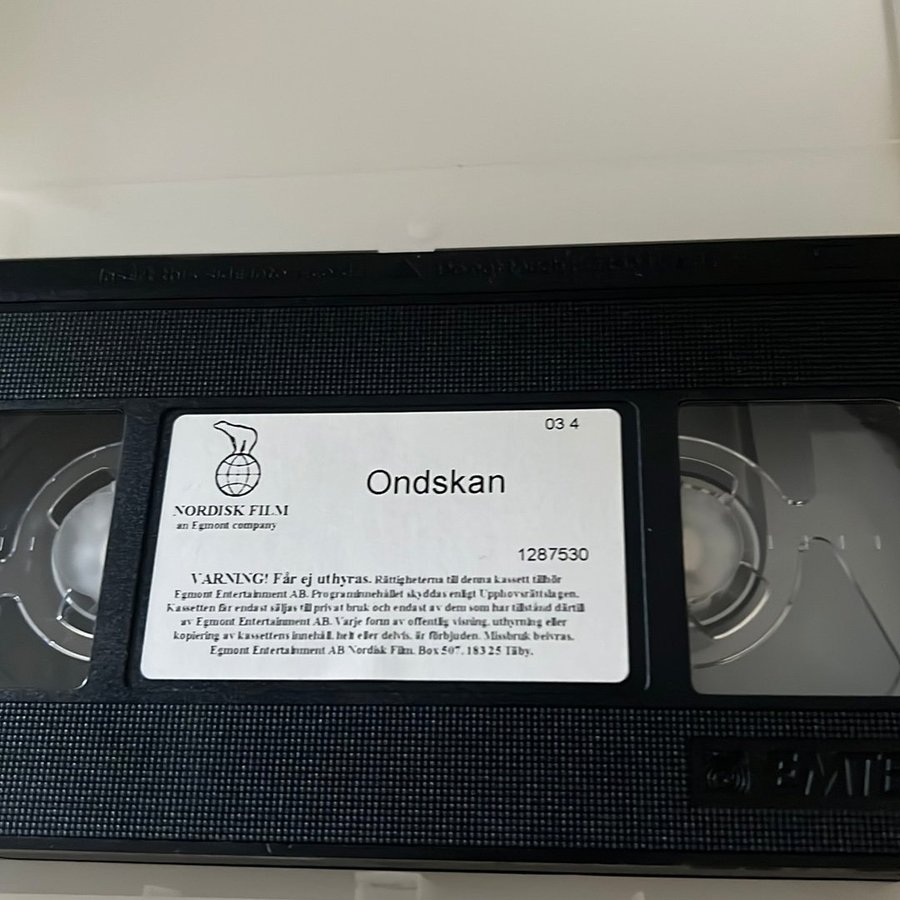 03 4
Ondskan
NORDISK FILM
an Egmont company
1287530
VARNING! Får ej uthyras. Rättigheterna till denna kassett tillhör
Egmont Entertainment AB. Programinnehållet skyddas enligt Upphovsrättslagen.
Kassetten får endast säljas till privat bruk och endast av dem som har tillstånd därtill
av Egmont Entertainment AB. Varje form av offentlig visning, uthyrning eller
kopiering av kassettens innehåll, helt eller delvis, är förbjuden. Missbruk beivras.
Egmont Entertainment AB Nordisk Film, Box 507, 183 25 Täby.
EMTE